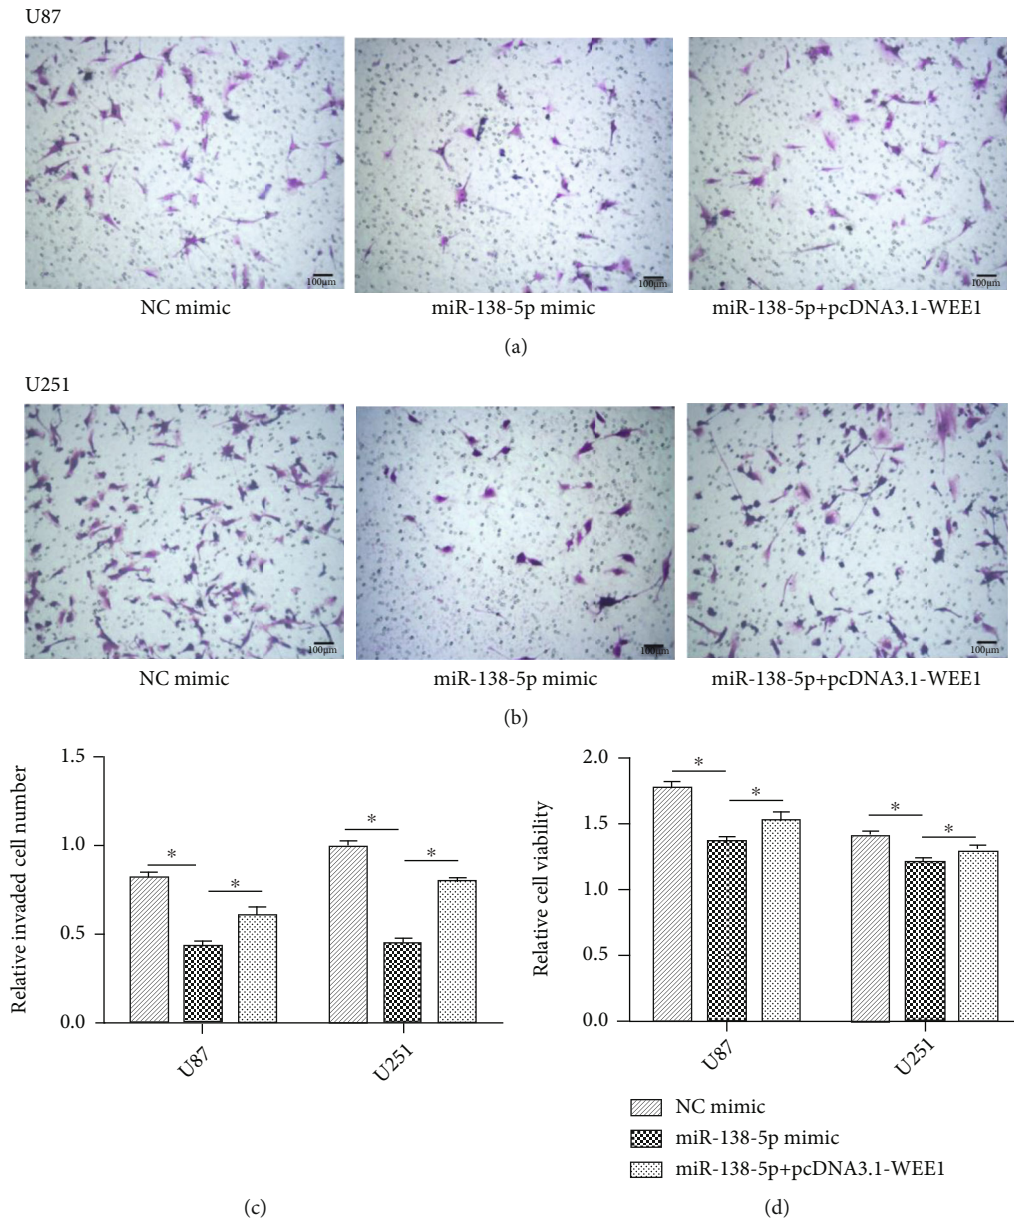 U87
100μm
100μm
100μm
NC mimic
miR-138-5p mimic
miR-138-5p+pcDNA3.1-WEE1
(a)
U251
100μm
100μm
100μm
NC mimic
miR-138-5p mimic
miR-138-5p+pcDNA3.1-WEE1
(b)
Relative invaded cell number
1.5
1.0
0.5
0.0
*
*
*
*
U87
U251
(c)
Relative cell viability
2.0
1.5
1.0
0.5
0.0
*
*
*
*
U87
U251
NC mimic
miR-138-5p mimic
miR-138-5p+pcDNA3.1-WEE1
(d)